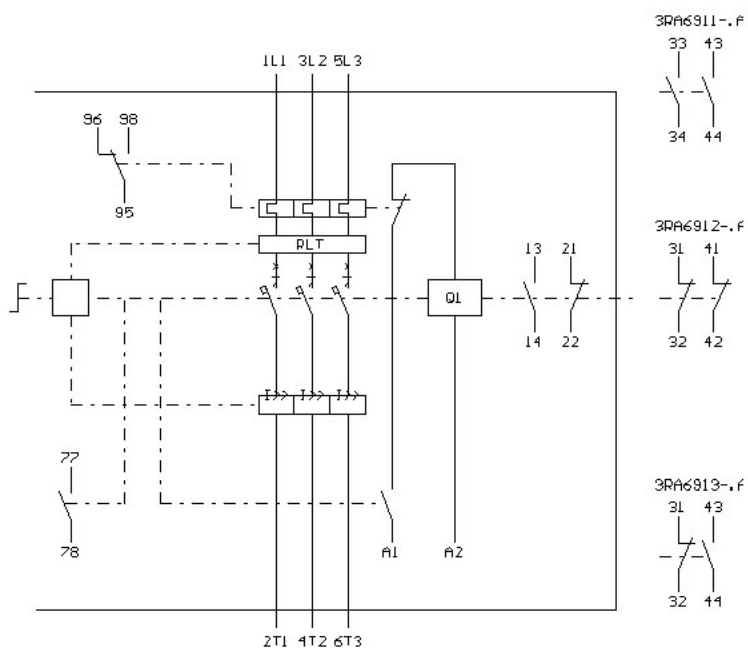 3RA6911-.A
33 43
34 44
1L1 3L2 5L3
96 98
95
RLT
3RA6912-.A
31 41
32 42
13 21
14 22
Q1
I>> I>> I>>
77
78
A1 A2
3RA6913-.A
31 43
32 44
2T1 4T2 6T3